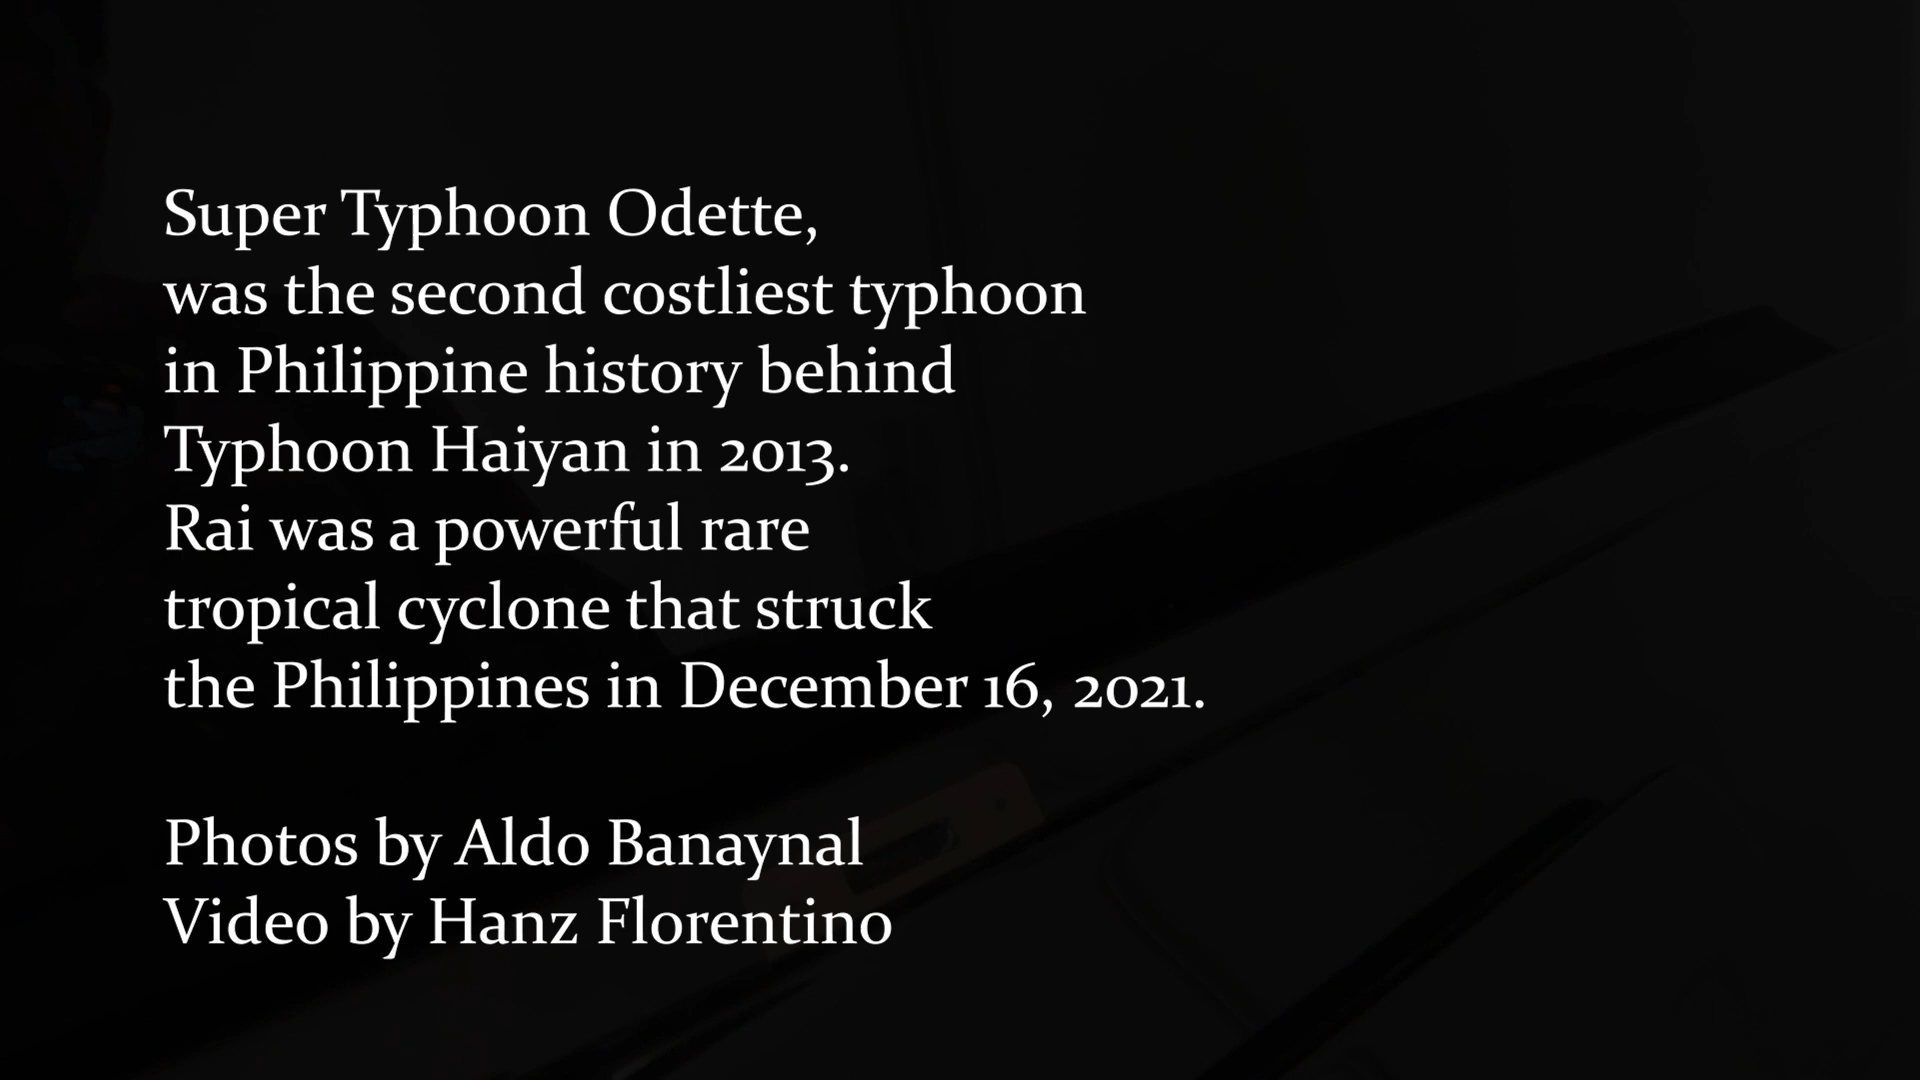 Super Typhoon Odette,
was the second costliest typhoon
in Philippine history behind
Typhoon Haiyan in 2013.
Rai was a powerful rare
tropical cyclone that struck
the Philippines in December 16, 2021.
Photos by Aldo Banaynal
Video by Hanz Florentino